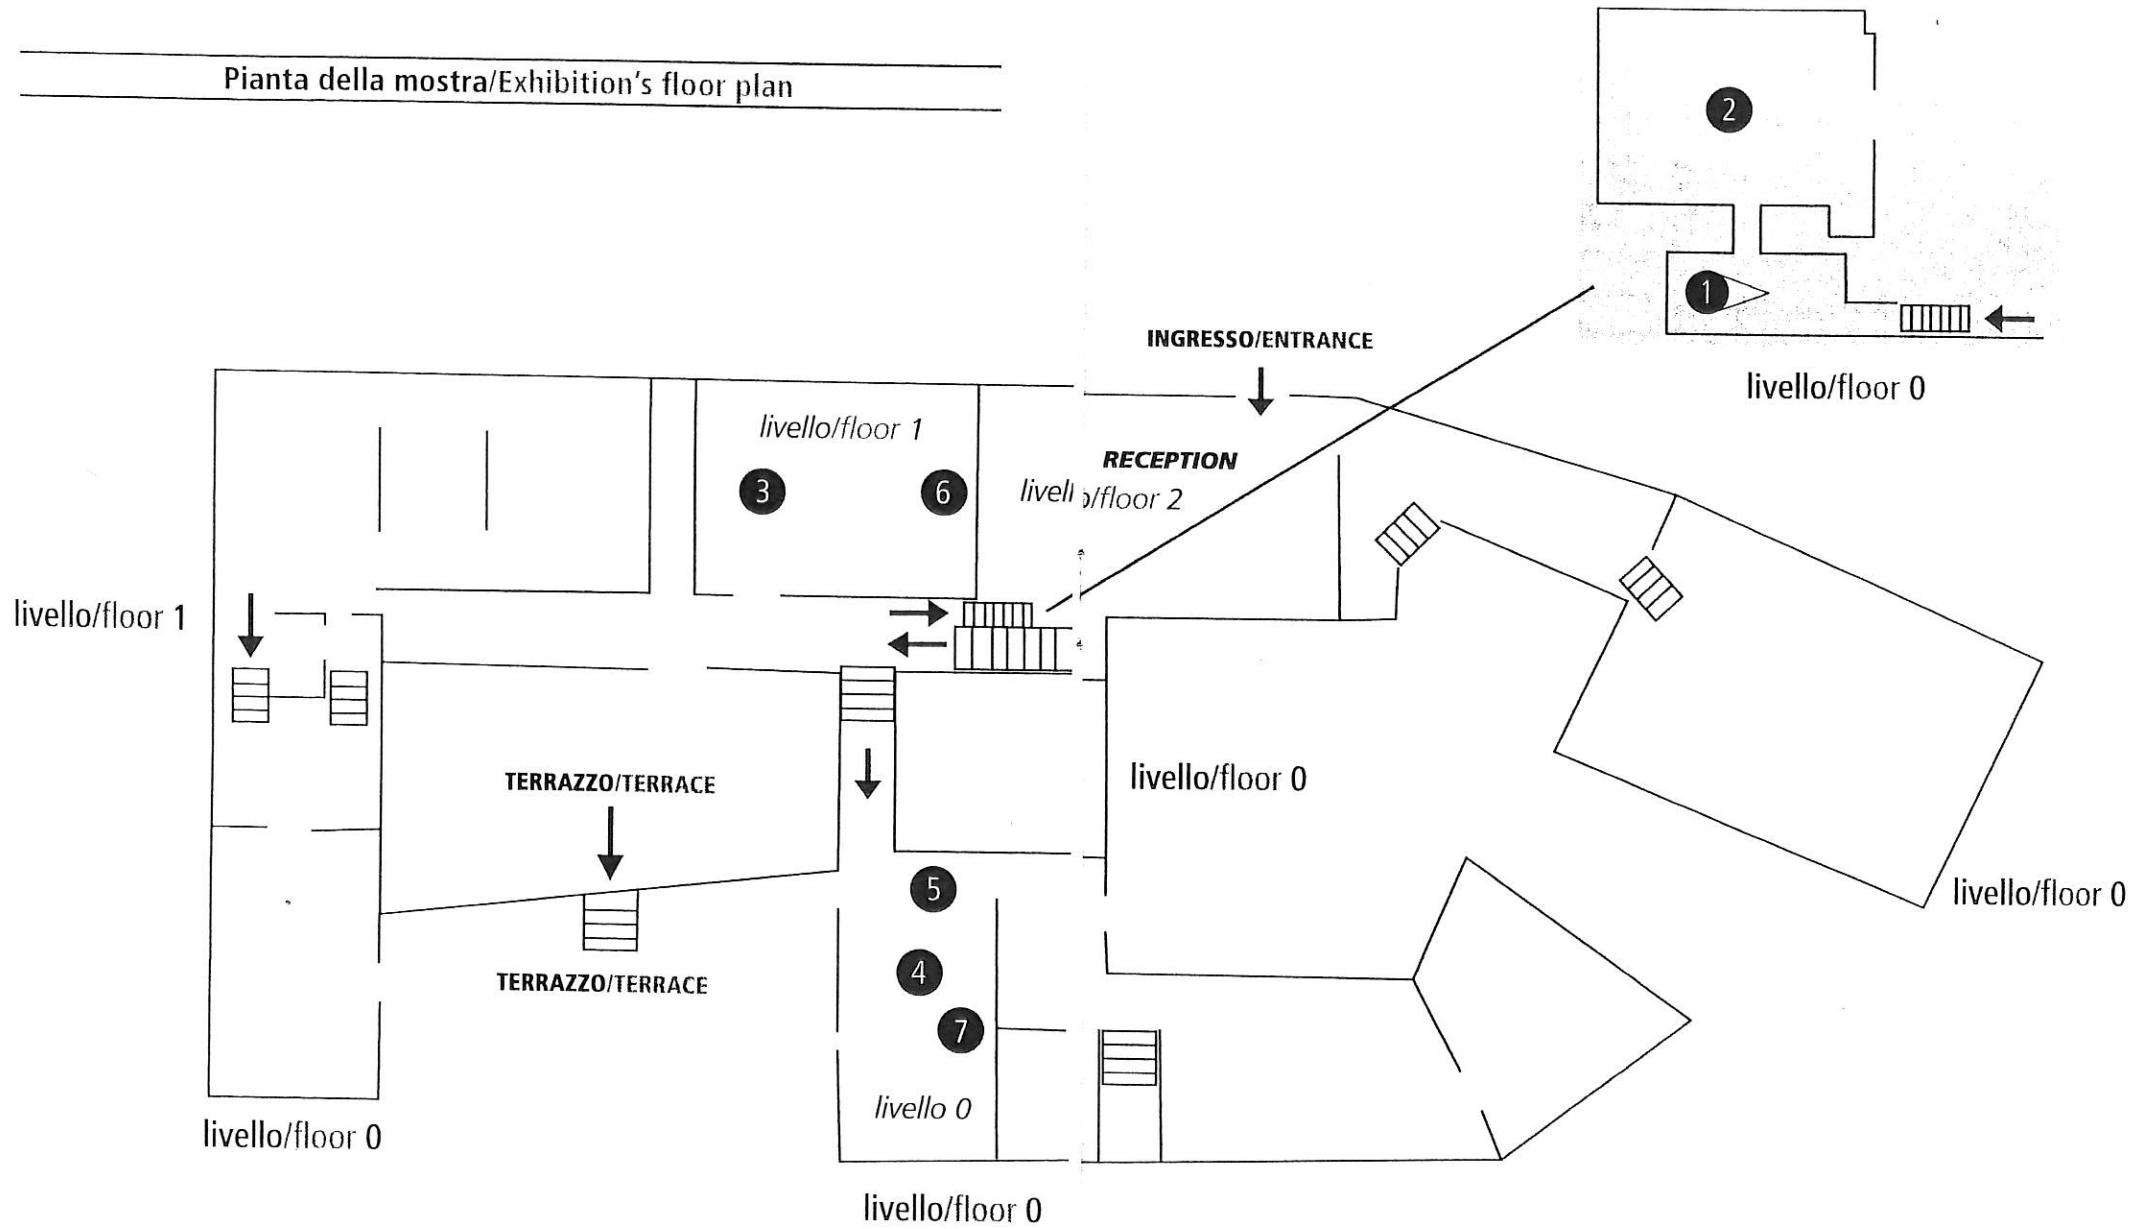 Pianta della mostra/Exhibition's floor plan
2
1
livello/floor 0
INGRESSO/ENTRANCE
RECEPTION
livello/floor 2
livello/floor 1
3
6
livello/floor 1
TERRAZZO/TERRACE
TERRAZZO/TERRACE
livello/floor 0
livello/floor 0
5
4
7
livello 0
livello/floor 0
livello/floor 0